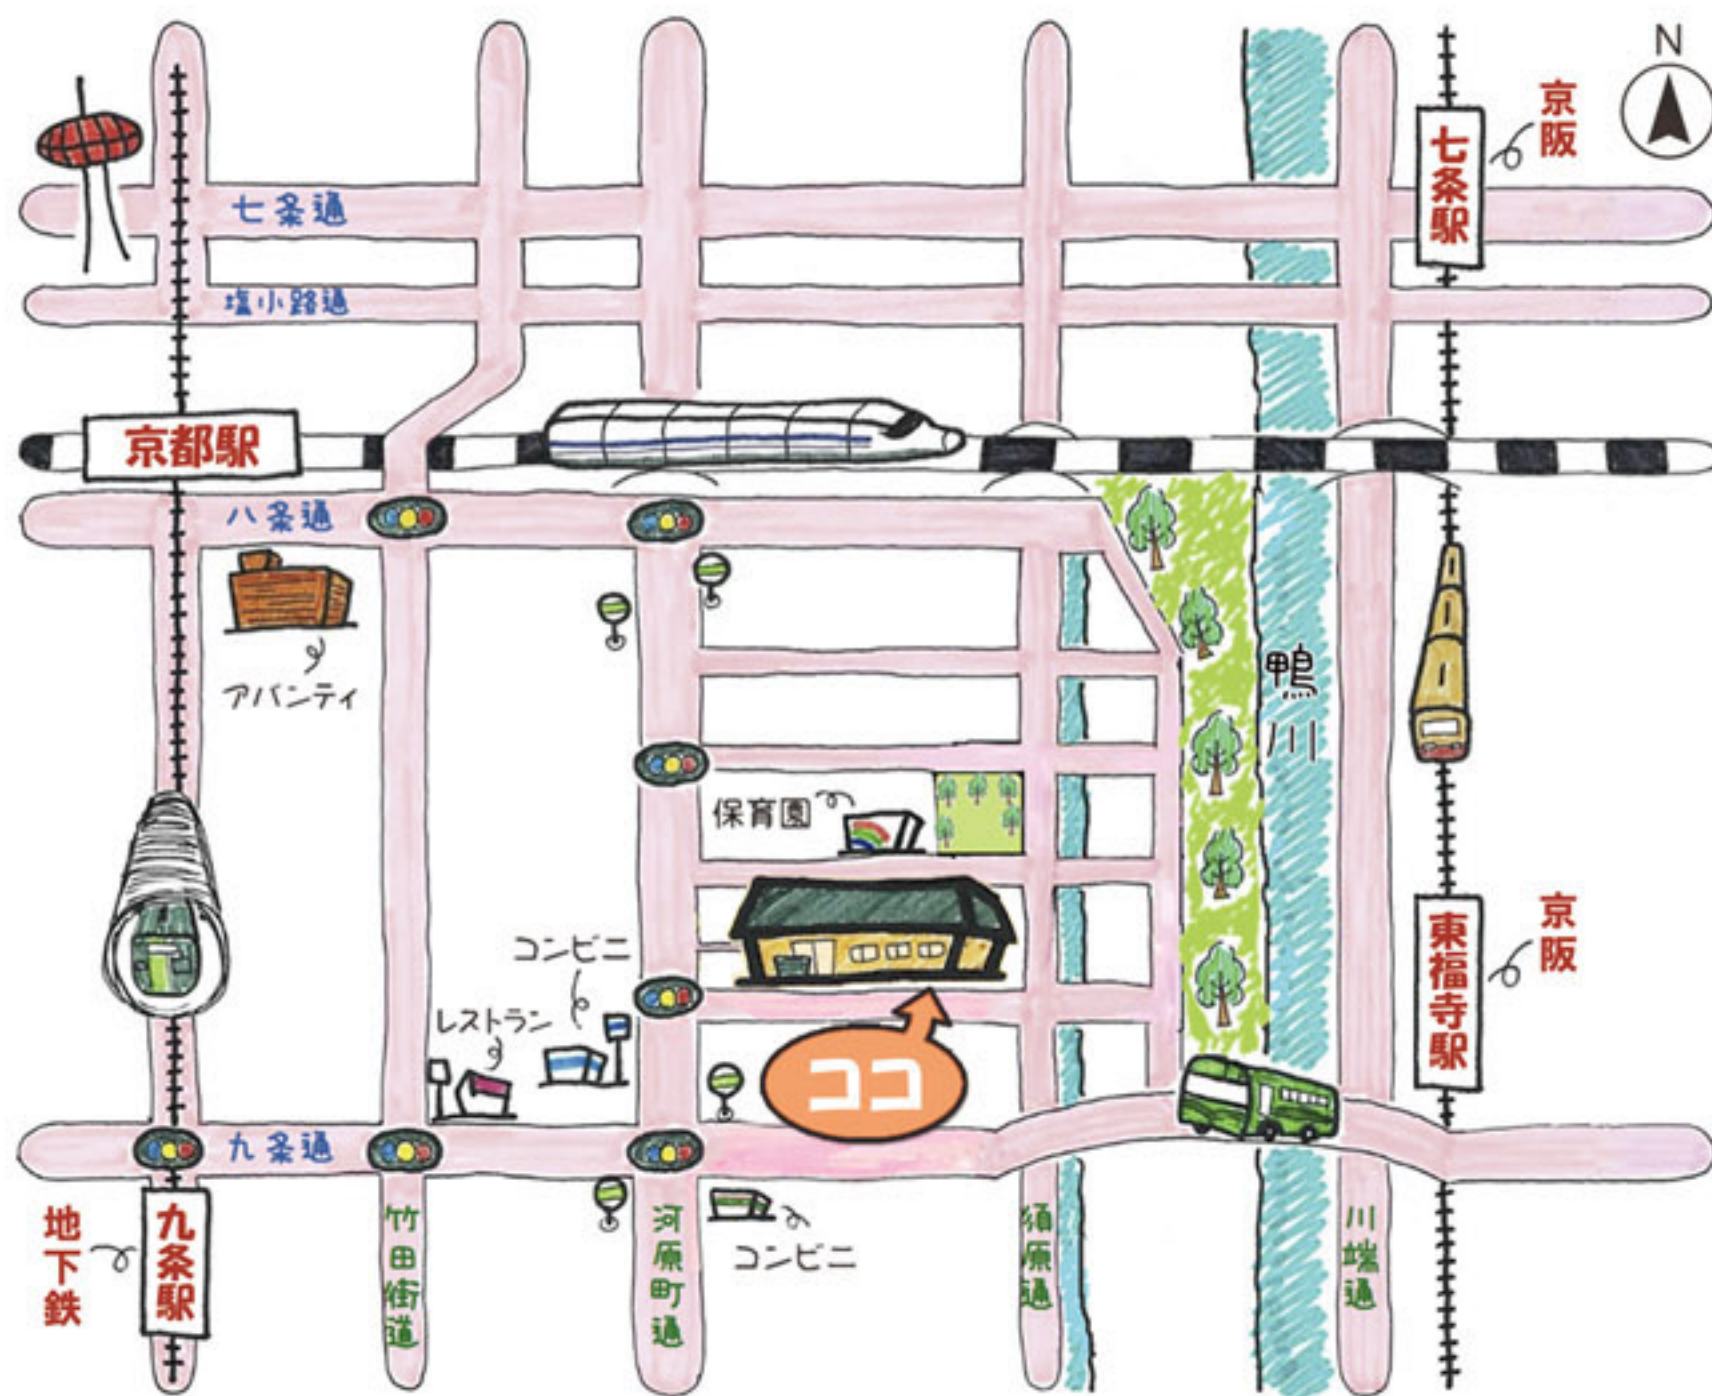 N
京阪
七条駅
七条通
塩小路通
京都駅
八条通
アバンティ
鴨川
保育園
コンビニ
レストラン
ココ
京阪
東福寺駅
九条通
地下鉄
九条駅
竹田街道
河原町通
コンビニ
須原通
川端通